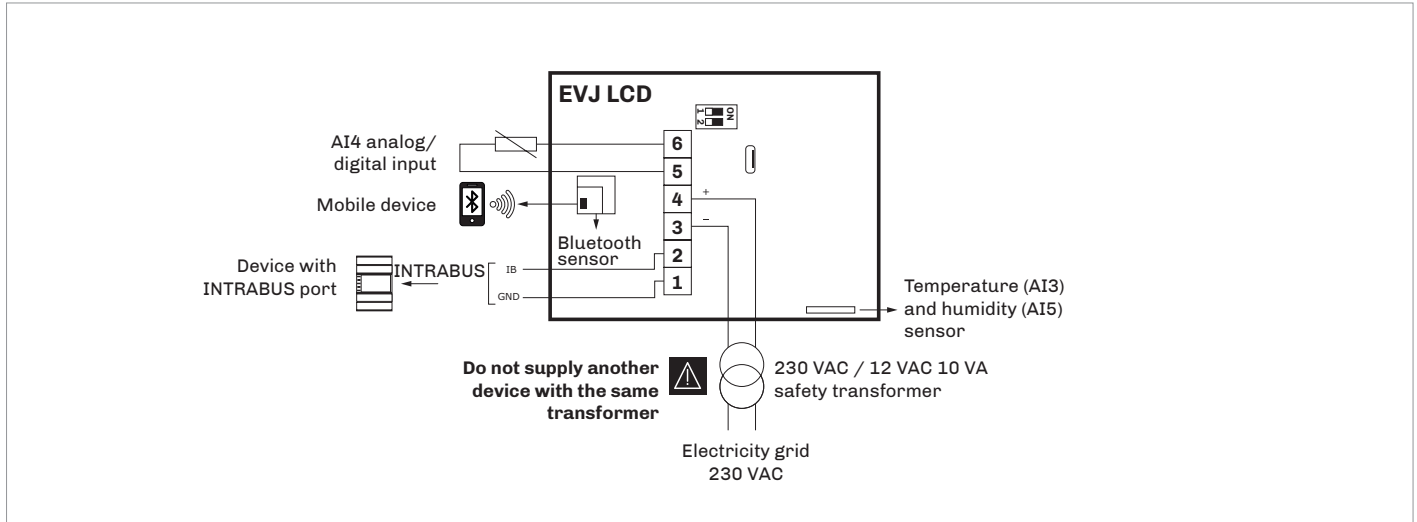 EVJ LCD
ON
1 2
AI4 analog/
digital input
6
5
Mobile device
4
+
3
–
Bluetooth
sensor
2
1
Device with
INTRABUS port
INTRABUS
IB
GND
Temperature (AI3)
and humidity (AI5)
sensor
Do not supply another
device with the same
transformer
230 VAC / 12 VAC 10 VA
safety transformer
Electricity grid
230 VAC